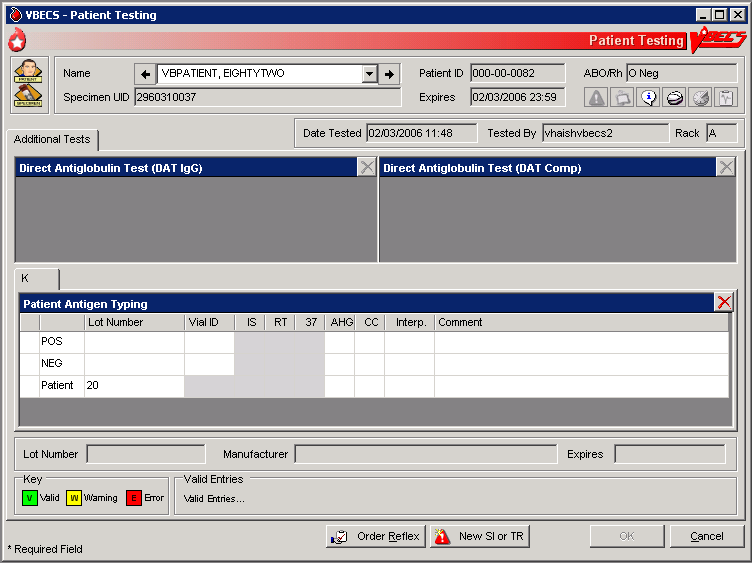 VBECS - Patient Testing
Patient Testing VBECS
PATIENT
SPECIMEN
Name VBPATIENT, EIGHTYTWO Patient ID 000-00-0082 ABO/Rh O Neg
Specimen UID 2960310037 Expires 02/03/2006 23:59
Additional Tests Date Tested 02/03/2006 11:48 Tested By vhaishvbecs2 Rack A
Direct Antiglobulin Test (DAT IgG) Direct Antiglobulin Test (DAT Comp)
K
Patient Antigen Typing
Lot Number Vial ID IS RT 37 AHG CC Interp. Comment
POS
NEG
Patient 20
Lot Number Manufacturer Expires
Key Valid Entries
V Valid W Warning E Error Valid Entries...
Order Reflex New SI or TR OK Cancel
* Required Field